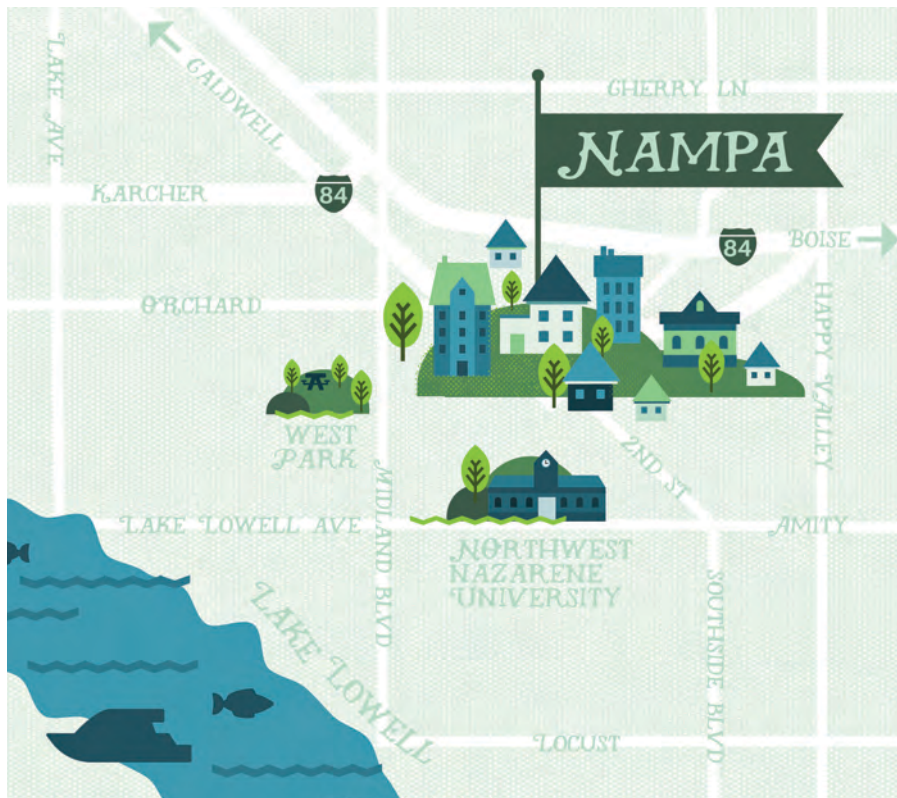 LAKE AVE
CALDWELL
CHERRY LN
NAMPA
KARCHER
84
84
BOISE
ORCHARD
HAPPY VALLEY
WEST
PARK
2ND ST
MIDLAND BLVD
LAKE LOWELL AVE
AMITY
NORTHWEST
NAZARENE
UNIVERSITY
LAKE LOWELL
SOUTHSIDE BLVD
LOCUST